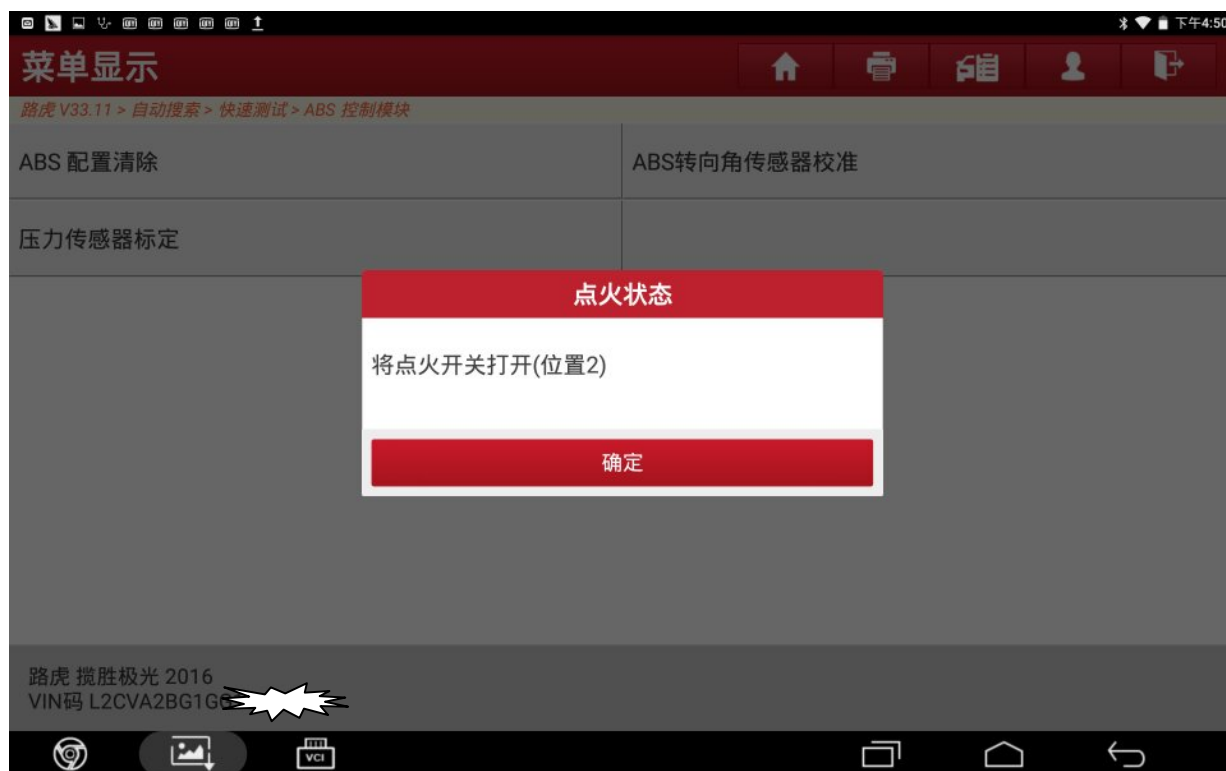 下午4:50
菜单显示
路虎 V33.11 > 自动搜索 > 快速测试 > ABS 控制模块
ABS 配置清除
ABS转向角传感器校准
压力传感器标定
点火状态
将点火开关打开(位置2)
确定
路虎 揽胜极光 2016
VIN码 L2CVA2BG1G
VCI